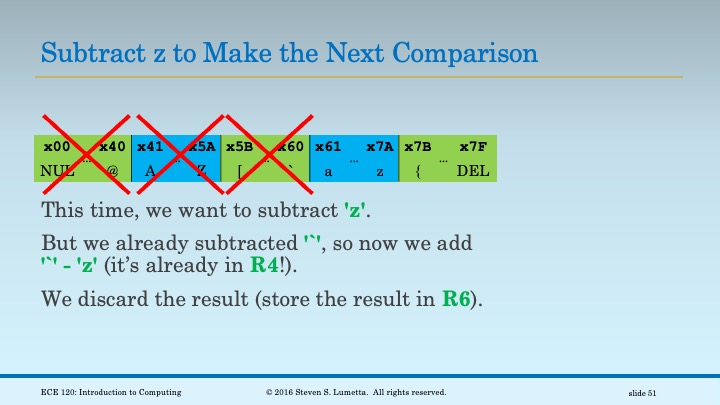 Subtract z to Make the Next Comparison
x00 ... x40 x41 ... x5A x5B ... x60 x61 ... x7A x7B ... x7F
NUL @ A Z [ ` a z { DEL
This time, we want to subtract 'z'.
But we already subtracted '`', so now we add
'`' - 'z' (it’s already in R4!).
We discard the result (store the result in R6).
ECE 120: Introduction to Computing © 2016 Steven S. Lumetta. All rights reserved. slide 51